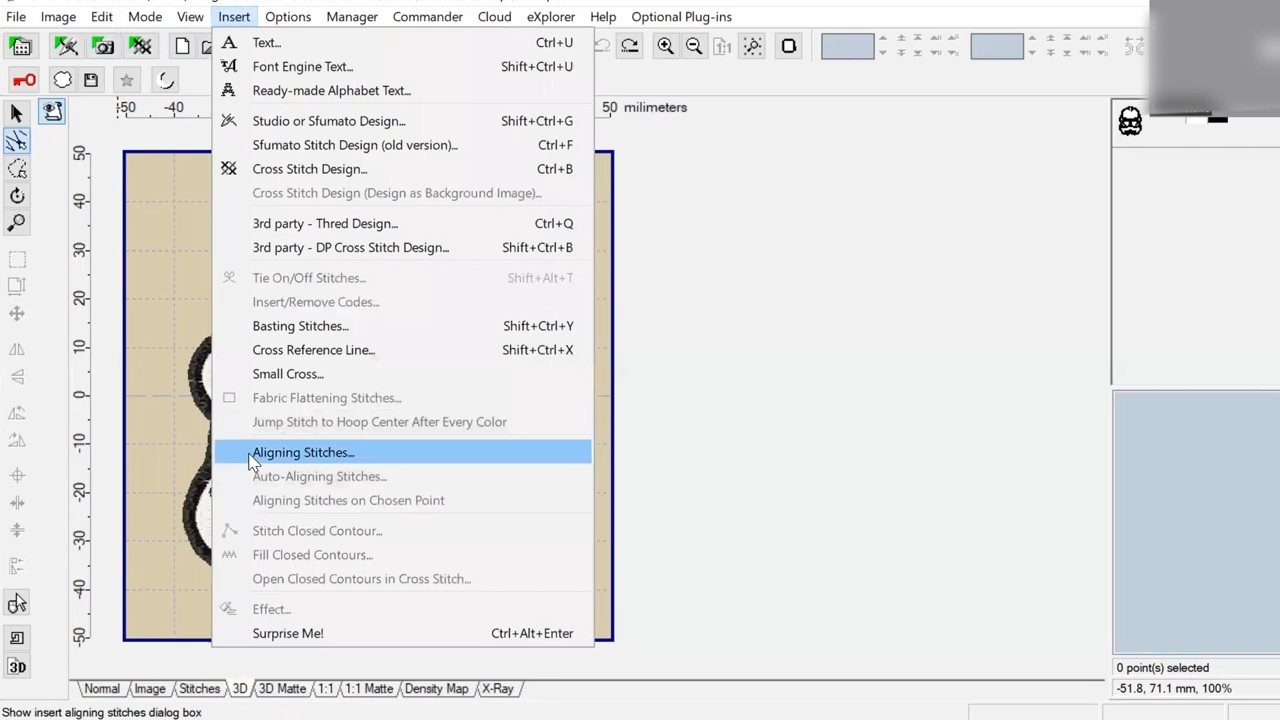 File Image Edit Mode View Insert Options Manager Commander Cloud eXplorer Help Optional Plug-ins
Text... Ctrl+U
Font Engine Text... Shift+Ctrl+U
Ready-made Alphabet Text...
Studio or Sfumato Design... Shift+Ctrl+G
Sfumato Stitch Design (old version)... Ctrl+F
Cross Stitch Design... Ctrl+B
Cross Stitch Design (Design as Background Image)...
3rd party - Thred Design... Ctrl+Q
3rd party - DP Cross Stitch Design... Shift+Ctrl+B
Tie On/Off Stitches... Shift+Alt+T
Insert/Remove Codes...
Basting Stitches... Shift+Ctrl+Y
Cross Reference Line... Shift+Ctrl+X
Small Cross...
Fabric Flattening Stitches...
Jump Stitch to Hoop Center After Every Color
Aligning Stitches...
Auto-Aligning Stitches...
Aligning Stitches on Chosen Point
Stitch Closed Contour...
Fill Closed Contours...
Open Closed Contours in Cross Stitch...
Effect...
Surprise Me! Ctrl+Alt+Enter
1:1
-50 -40 50 milimeters
50
40
30
20
10
0
-10
-20
-30
-40
-50
3D
Normal Image Stitches 3D 3D Matte 1:1 1:1 Matte Density Map X-Ray
0 point(s) selected
-51.8, 71.1 mm, 100%
Show insert aligning stitches dialog box